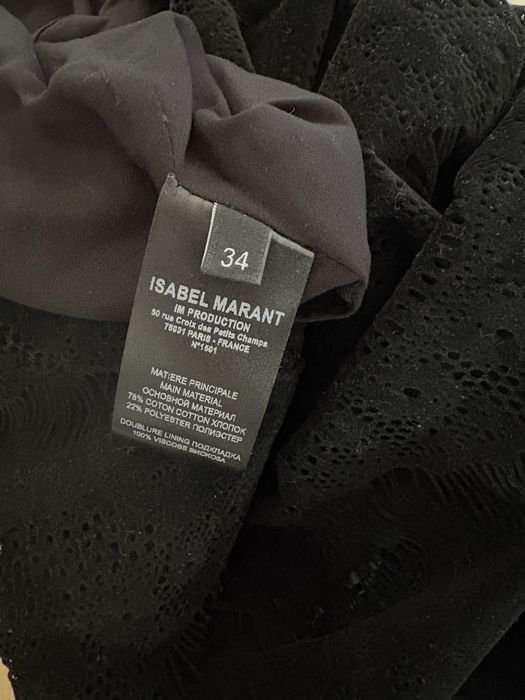 34
ISABEL MARANT
IM PRODUCTION
50 rue Croix des Petits Champs
75031 PARIS - FRANCE
N°1501
MATIERE PRINCIPALE
MAIN MATERIAL
ОСНОВНОЙ МАТЕРИАЛ
78% COTON COTTON ХЛОПОК
22% POLYESTER ПОЛИЭСТЕР
DOUBLURE LINING ПОДКЛАДКА
100% VISCOSE ВИСКОЗА